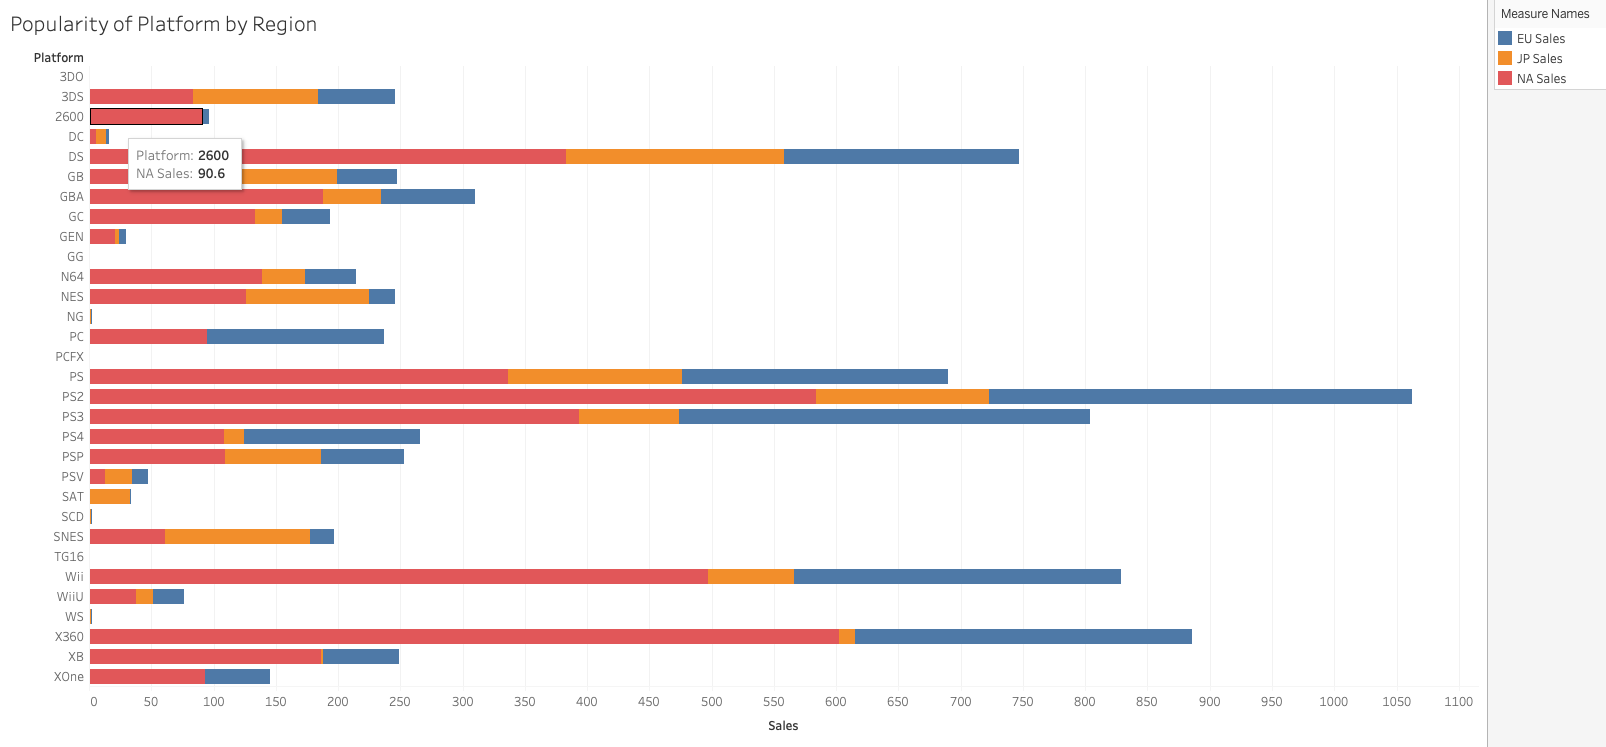 Popularity of Platform by Region
Measure Names
EU Sales
JP Sales
NA Sales
Platform
3DO
3DS
2600
DC
DS
GB
GBA
GC
GEN
GG
N64
NES
NG
PC
PCFX
PS
PS2
PS3
PS4
PSP
PSV
SAT
SCD
SNES
TG16
Wii
WiiU
WS
X360
XB
XOne
Platform: 2600
NA Sales: 90.6
0 50 100 150 200 250 300 350 400 450 500 550 600 650 700 750 800 850 900 950 1000 1050 1100
Sales